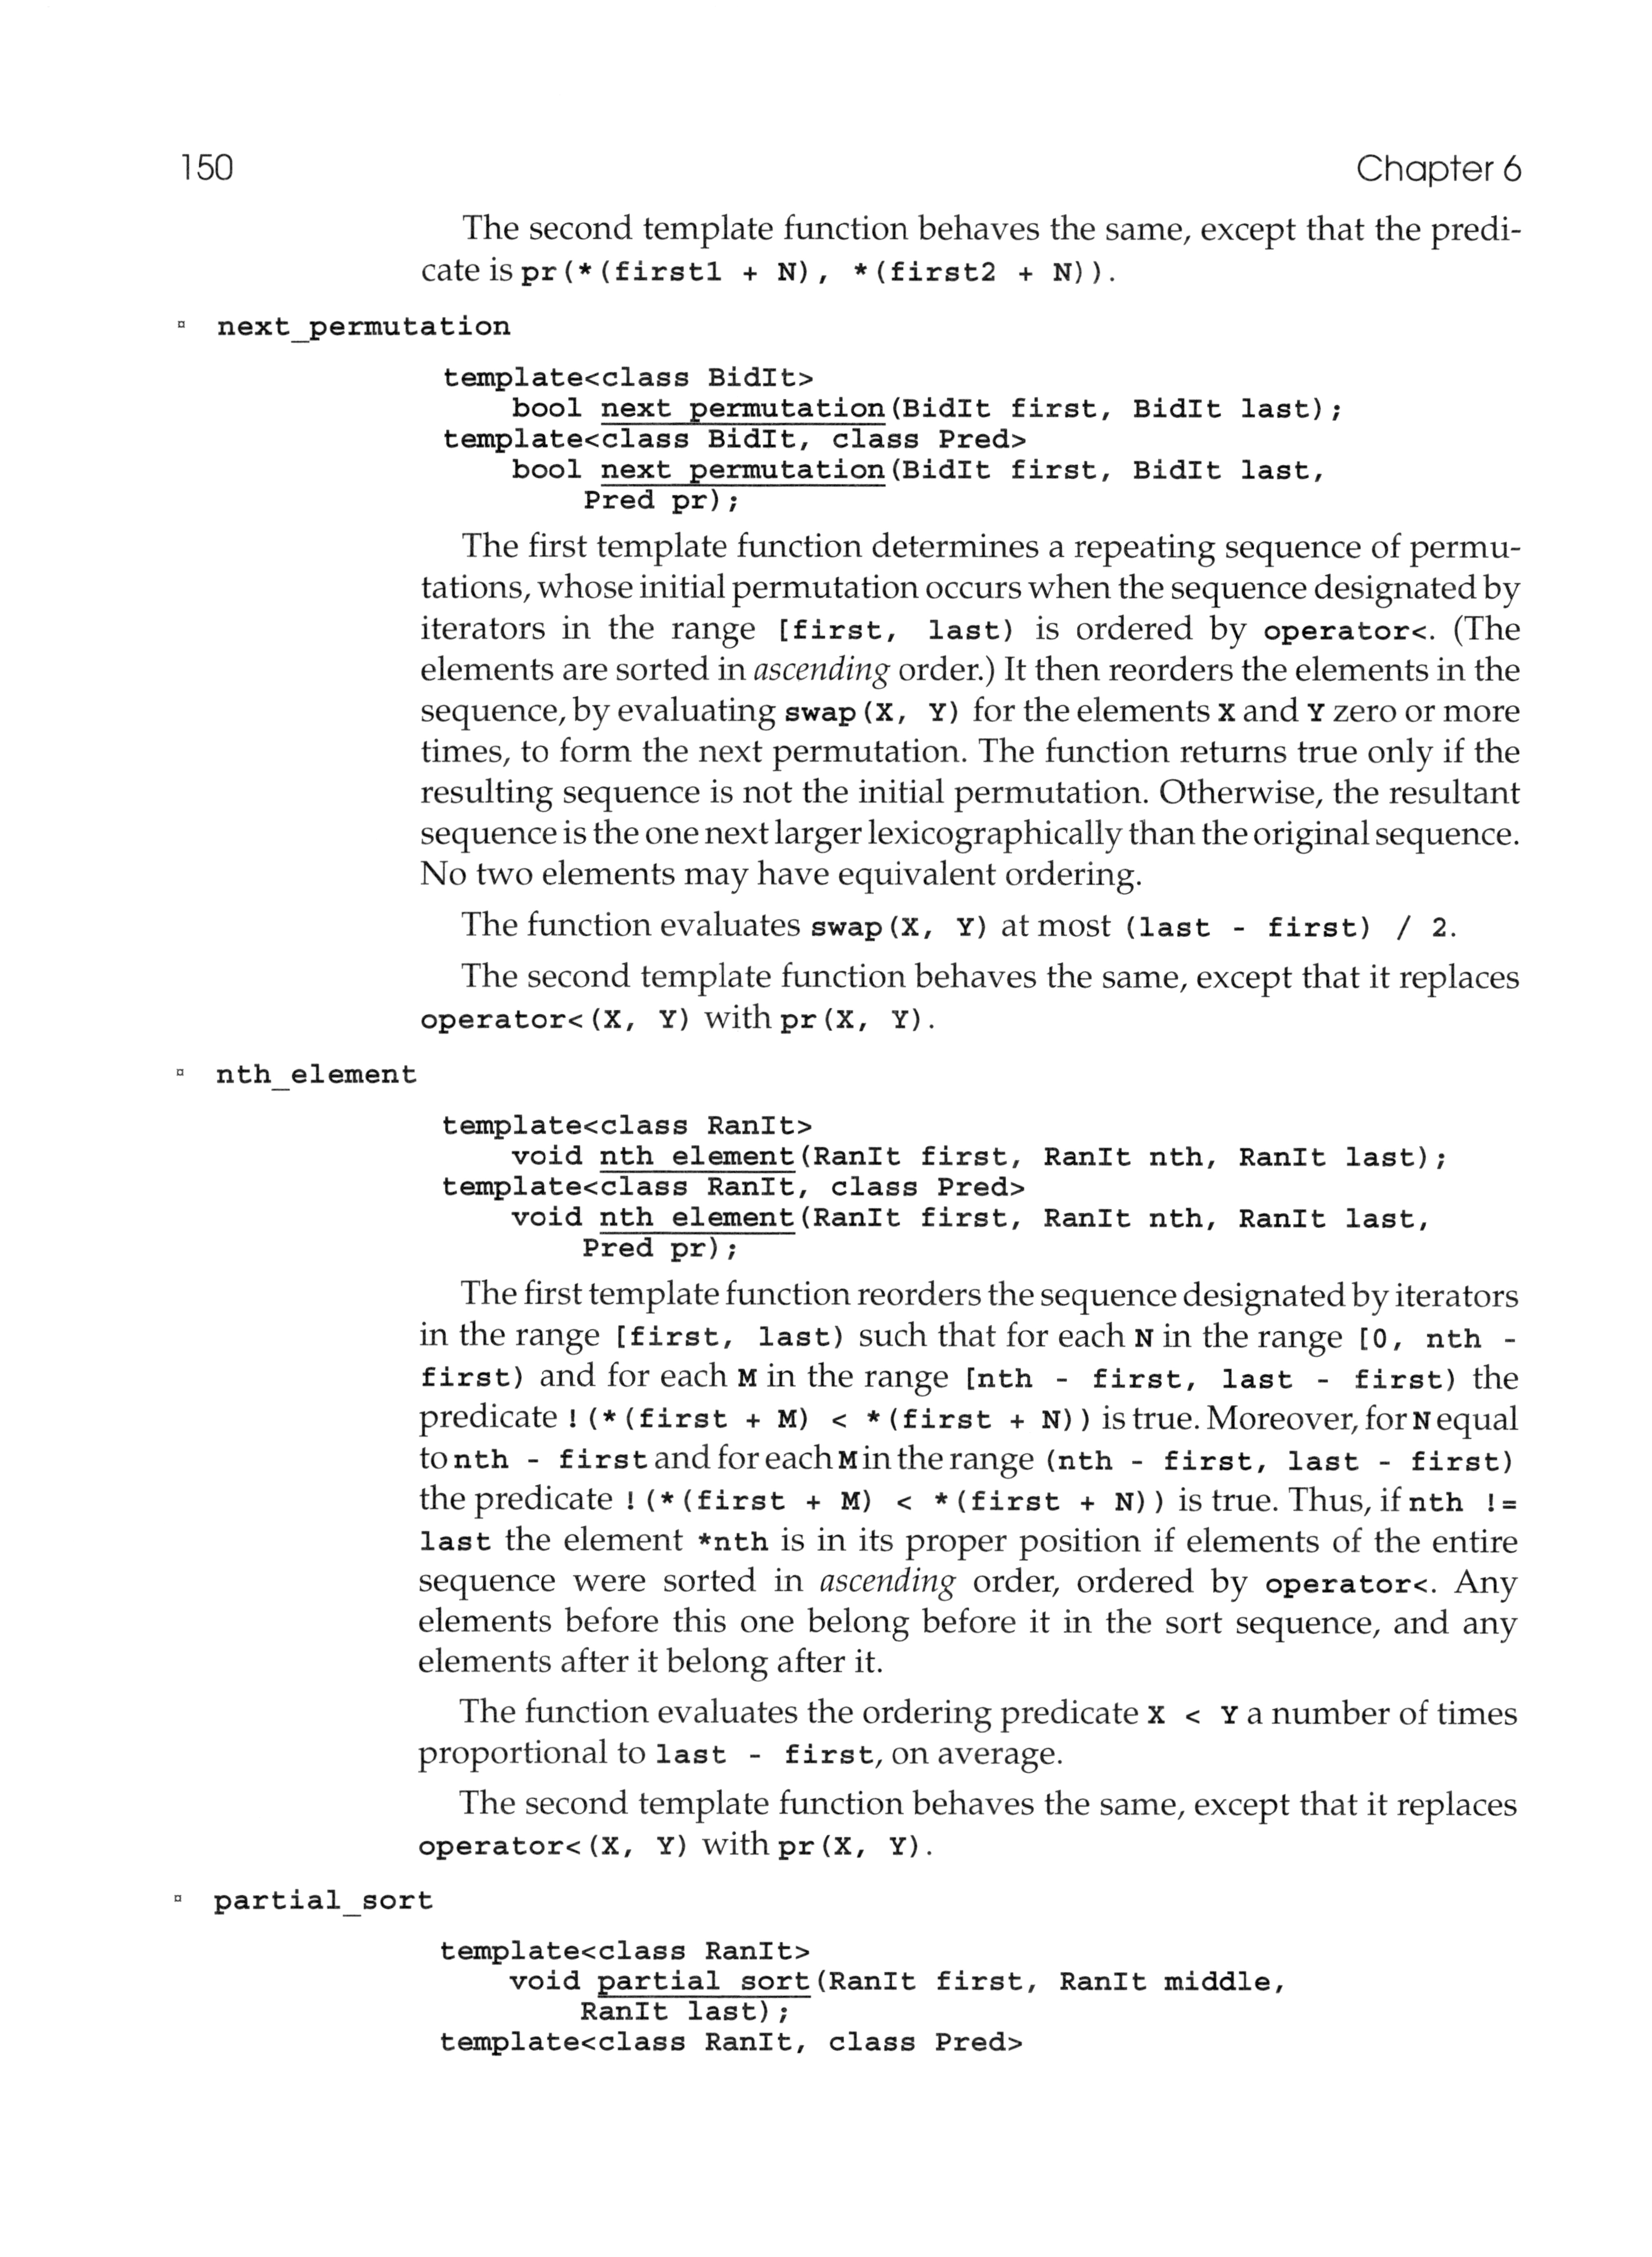 150 Chapter 6
The second template function behaves the same, except that the predi-
cate is pr(*(first1 + N), *(first2 + N)).
▫ next_permutation
template<class BidIt>
bool next_permutation(BidIt first, BidIt last);
template<class BidIt, class Pred>
bool next_permutation(BidIt first, BidIt last,
Pred pr);
The first template function determines a repeating sequence of permu-
tations, whose initial permutation occurs when the sequence designated by
iterators in the range [first, last) is ordered by operator<. (The
elements are sorted in ascending order.) It then reorders the elements in the
sequence, by evaluating swap(X, Y) for the elements X and Y zero or more
times, to form the next permutation. The function returns true only if the
resulting sequence is not the initial permutation. Otherwise, the resultant
sequence is the one next larger lexicographically than the original sequence.
No two elements may have equivalent ordering.
The function evaluates swap(X, Y) at most (last - first) / 2.
The second template function behaves the same, except that it replaces
operator<(X, Y) with pr(X, Y).
▫ nth_element
template<class RanIt>
void nth_element(RanIt first, RanIt nth, RanIt last);
template<class RanIt, class Pred>
void nth_element(RanIt first, RanIt nth, RanIt last,
Pred pr);
The first template function reorders the sequence designated by iterators
in the range [first, last) such that for each N in the range [0, nth -
first) and for each M in the range [nth - first, last - first) the
predicate !(*(first + M) < *(first + N)) is true. Moreover, for N equal
to nth - first and for each M in the range (nth - first, last - first)
the predicate !(*(first + M) < *(first + N)) is true. Thus, if nth !=
last the element *nth is in its proper position if elements of the entire
sequence were sorted in ascending order, ordered by operator<. Any
elements before this one belong before it in the sort sequence, and any
elements after it belong after it.
The function evaluates the ordering predicate X < Y a number of times
proportional to last - first, on average.
The second template function behaves the same, except that it replaces
operator<(X, Y) with pr(X, Y).
▫ partial_sort
template<class RanIt>
void partial_sort(RanIt first, RanIt middle,
RanIt last);
template<class RanIt, class Pred>